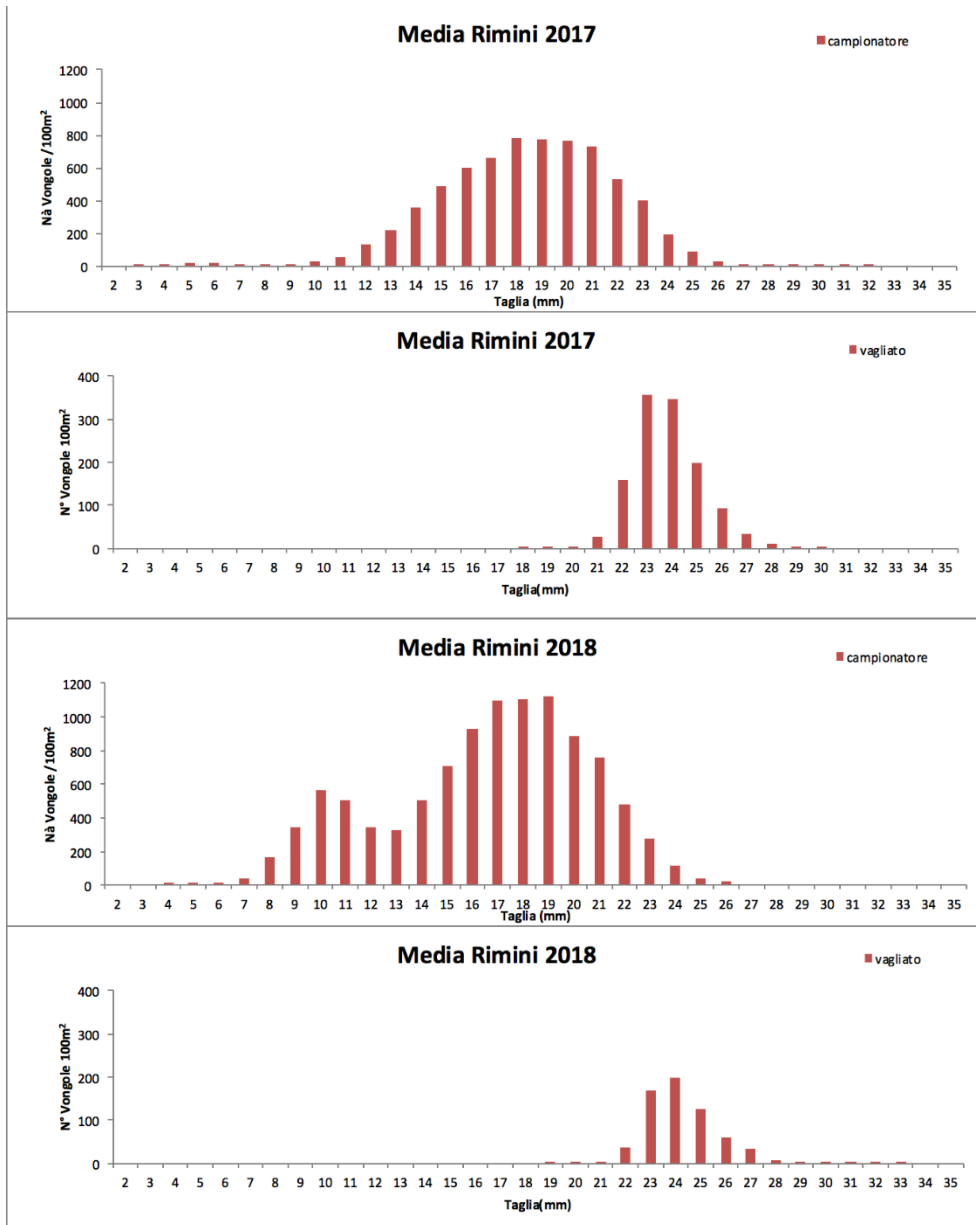 Media Rimini 2017
campionatore
1200
1000
800
600
400
200
0
Nà Vongole /100m²
2 3 4 5 6 7 8 9 10 11 12 13 14 15 16 17 18 19 20 21 22 23 24 25 26 27 28 29 30 31 32 33 34 35
Taglia (mm)
Media Rimini 2017
vagliato
400
300
200
100
0
N° Vongole 100m²
2 3 4 5 6 7 8 9 10 11 12 13 14 15 16 17 18 19 20 21 22 23 24 25 26 27 28 29 30 31 32 33 34 35
Taglia(mm)
Media Rimini 2018
campionatore
1200
1000
800
600
400
200
0
Nà Vongole /100m²
2 3 4 5 6 7 8 9 10 11 12 13 14 15 16 17 18 19 20 21 22 23 24 25 26 27 28 29 30 31 32 33 34 35
Taglia (mm)
Media Rimini 2018
vagliato
400
300
200
100
0
N° Vongole 100m²
2 3 4 5 6 7 8 9 10 11 12 13 14 15 16 17 18 19 20 21 22 23 24 25 26 27 28 29 30 31 32 33 34 35
Taglia(mm)